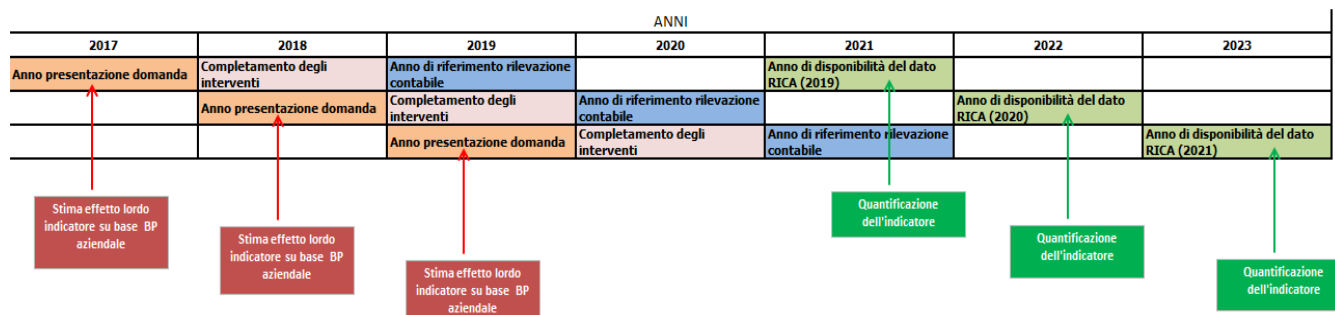 ANNI
2017 2018 2019 2020 2021 2022 2023
Anno presentazione domanda
Completamento degli
interventi
Anno di riferimento rilevazione
contabile
Anno di disponibilità del dato
RICA (2019)
Anno presentazione domanda
Completamento degli
interventi
Anno di riferimento rilevazione
contabile
Anno di disponibilità del dato
RICA (2020)
Anno presentazione domanda
Completamento degli
interventi
Anno di riferimento rilevazione
contabile
Anno di disponibilità del dato
RICA (2021)
Stima effetto lordo
indicatore su base BP
aziendale
Stima effetto lordo
indicatore su base BP
aziendale
Stima effetto lordo
indicatore su base BP
aziendale
Quantificazione
dell'indicatore
Quantificazione
dell'indicatore
Quantificazione
dell'indicatore